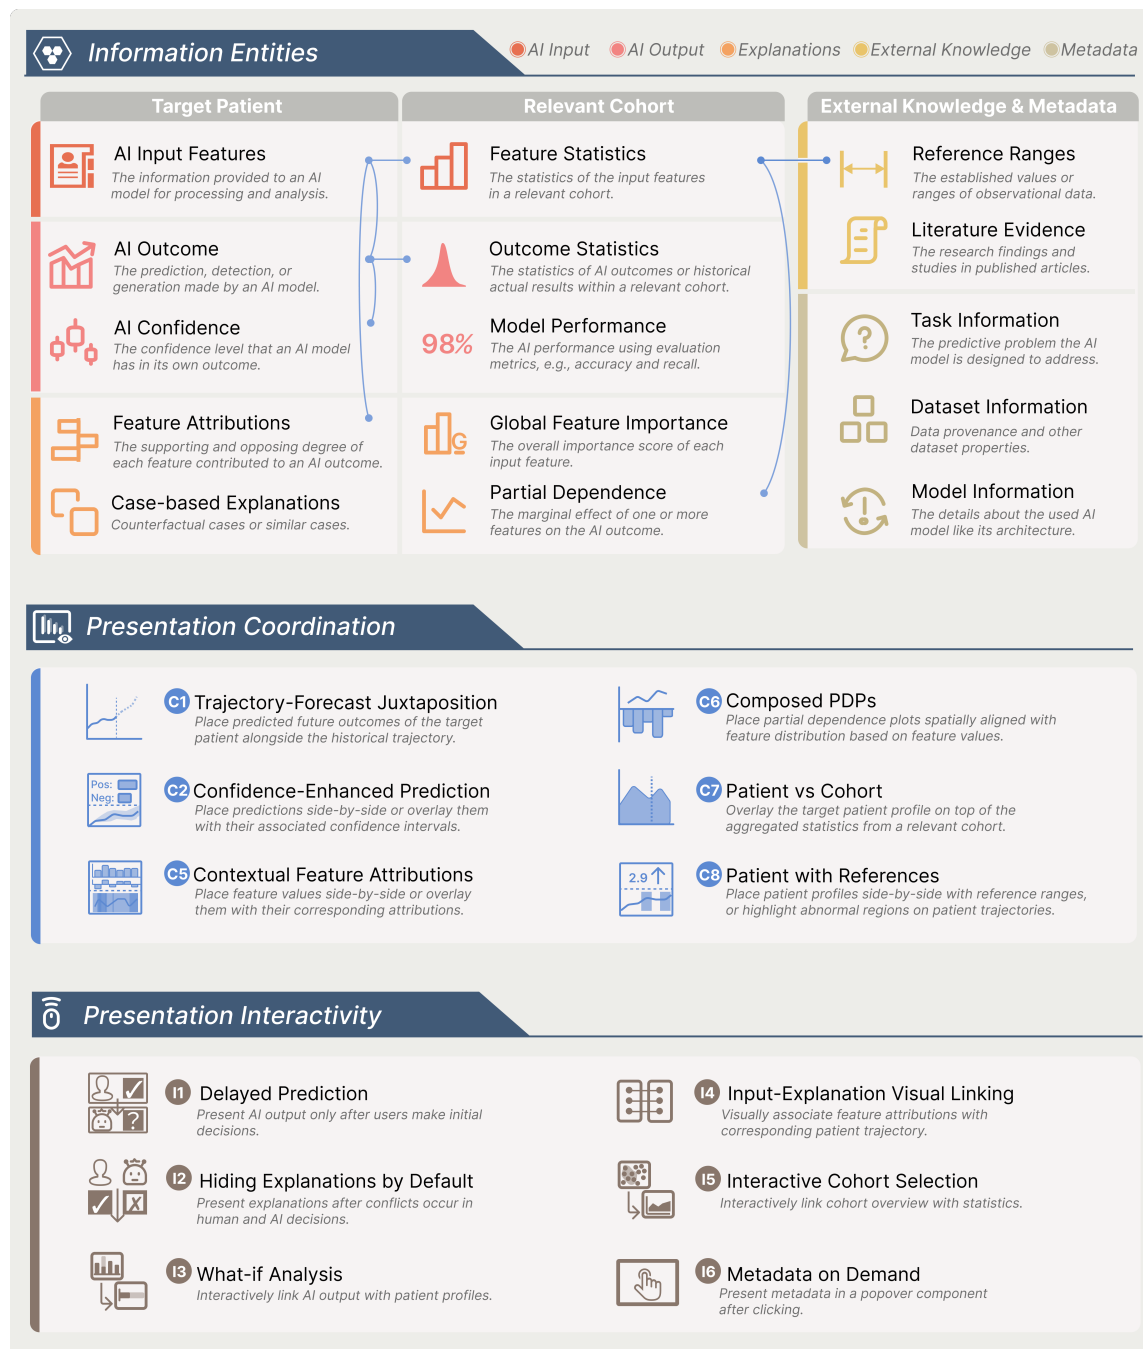 Information Entities
AI Input
AI Output
Explanations
External Knowledge
Metadata
Target Patient
AI Input Features
The information provided to an AI
model for processing and analysis.
AI Outcome
The prediction, detection, or
generation made by an AI model.
AI Confidence
The confidence level that an AI model
has in its own outcome.
Feature Attributions
The supporting and opposing degree of
each feature contributed to an AI outcome.
Case-based Explanations
Counterfactual cases or similar cases.
Relevant Cohort
Feature Statistics
The statistics of the input features
in a relevant cohort.
Outcome Statistics
The statistics of AI outcomes or historical
actual results within a relevant cohort.
98%
Model Performance
The AI performance using evaluation
metrics, e.g., accuracy and recall.
G
Global Feature Importance
The overall importance score of each
input feature.
Partial Dependence
The marginal effect of one or more
features on the AI outcome.
External Knowledge & Metadata
Reference Ranges
The established values or
ranges of observational data.
Literature Evidence
The research findings and
studies in published articles.
?
Task Information
The predictive problem the AI
model is designed to address.
Dataset Information
Data provenance and other
dataset properties.
!
Model Information
The details about the used AI
model like its architecture.
Presentation Coordination
C1 Trajectory-Forecast Juxtaposition
Place predicted future outcomes of the target
patient alongside the historical trajectory.
Pos:
Neg:
C2 Confidence-Enhanced Prediction
Place predictions side-by-side or overlay them
with their associated confidence intervals.
C5 Contextual Feature Attributions
Place feature values side-by-side or overlay
them with their corresponding attributions.
C6 Composed PDPs
Place partial dependence plots spatially aligned with
feature distribution based on feature values.
C7 Patient vs Cohort
Overlay the target patient profile on top of the
aggregated statistics from a relevant cohort.
2.9
C8 Patient with References
Place patient profiles side-by-side with reference ranges,
or highlight abnormal regions on patient trajectories.
Presentation Interactivity
?
I1 Delayed Prediction
Present AI output only after users make initial
decisions.
I2 Hiding Explanations by Default
Present explanations after conflicts occur in
human and AI decisions.
I3 What-if Analysis
Interactively link AI output with patient profiles.
I4 Input-Explanation Visual Linking
Visually associate feature attributions with
corresponding patient trajectory.
I5 Interactive Cohort Selection
Interactively link cohort overview with statistics.
I6 Metadata on Demand
Present metadata in a popover component
after clicking.